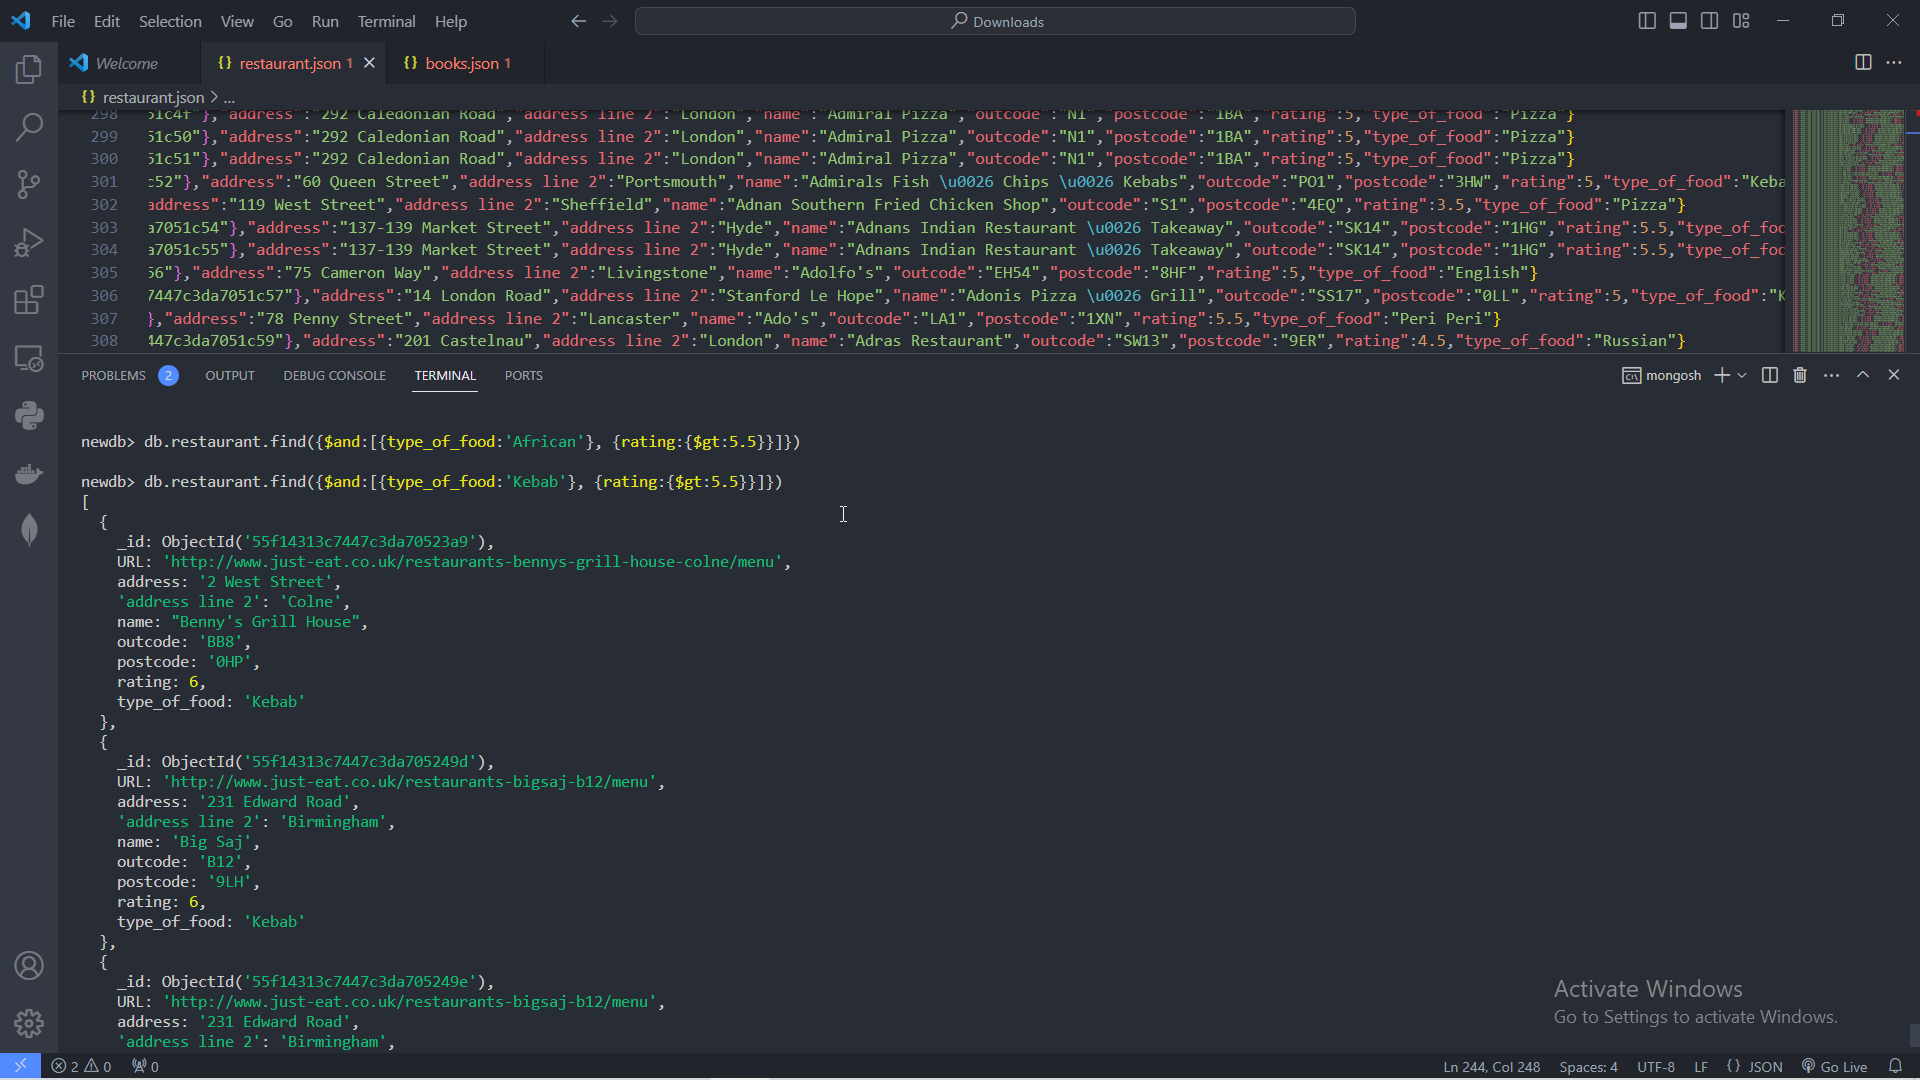 File Edit Selection View Go Run Terminal Help
Downloads
Welcome
{} restaurant.json 1
{} books.json 1
{} restaurant.json > ...
298 51c4f"},"address":"292 Caledonian Road","address line 2":"London","name":"Admiral Pizza","outcode":"N1","postcode":"1BA","rating":5,"type_of_food":"Pizza"}
299 51c50"},"address":"292 Caledonian Road","address line 2":"London","name":"Admiral Pizza","outcode":"N1","postcode":"1BA","rating":5,"type_of_food":"Pizza"}
300 51c51"},"address":"292 Caledonian Road","address line 2":"London","name":"Admiral Pizza","outcode":"N1","postcode":"1BA","rating":5,"type_of_food":"Pizza"}
301 c52"},"address":"60 Queen Street","address line 2":"Portsmouth","name":"Admirals Fish \u0026 Chips \u0026 Kebabs","outcode":"PO1","postcode":"3HW","rating":5,"type_of_food":"Keba
302 address":"119 West Street","address line 2":"Sheffield","name":"Adnan Southern Fried Chicken Shop","outcode":"S1","postcode":"4EQ","rating":3.5,"type_of_food":"Pizza"}
303 a7051c54"},"address":"137-139 Market Street","address line 2":"Hyde","name":"Adnans Indian Restaurant \u0026 Takeaway","outcode":"SK14","postcode":"1HG","rating":5.5,"type_of_foo
304 a7051c55"},"address":"137-139 Market Street","address line 2":"Hyde","name":"Adnans Indian Restaurant \u0026 Takeaway","outcode":"SK14","postcode":"1HG","rating":5.5,"type_of_foo
305 56"},"address":"75 Cameron Way","address line 2":"Livingstone","name":"Adolfo's","outcode":"EH54","postcode":"8HF","rating":5,"type_of_food":"English"}
306 7447c3da7051c57"},"address":"14 London Road","address line 2":"Stanford Le Hope","name":"Adonis Pizza \u0026 Grill","outcode":"SS17","postcode":"0LL","rating":5,"type_of_food":"K
307 },"address":"78 Penny Street","address line 2":"Lancaster","name":"Ado's","outcode":"LA1","postcode":"1XN","rating":5.5,"type_of_food":"Peri Peri"}
308 447c3da7051c59"},"address":"201 Castelnau","address line 2":"London","name":"Adras Restaurant","outcode":"SW13","postcode":"9ER","rating":4.5,"type_of_food":"Russian"}
PROBLEMS 2 OUTPUT DEBUG CONSOLE TERMINAL PORTS
mongosh
newdb> db.restaurant.find({$and:[{type_of_food:'African'}, {rating:{$gt:5.5}}]})
newdb> db.restaurant.find({$and:[{type_of_food:'Kebab'}, {rating:{$gt:5.5}}]})
[
{
_id: ObjectId('55f14313c7447c3da70523a9'),
URL: 'http://www.just-eat.co.uk/restaurants-bennys-grill-house-colne/menu',
address: '2 West Street',
'address line 2': 'Colne',
name: "Benny's Grill House",
outcode: 'BB8',
postcode: '0HP',
rating: 6,
type_of_food: 'Kebab'
},
{
_id: ObjectId('55f14313c7447c3da705249d'),
URL: 'http://www.just-eat.co.uk/restaurants-bigsaj-b12/menu',
address: '231 Edward Road',
'address line 2': 'Birmingham',
name: 'Big Saj',
outcode: 'B12',
postcode: '9LH',
rating: 6,
type_of_food: 'Kebab'
},
{
_id: ObjectId('55f14313c7447c3da705249e'),
URL: 'http://www.just-eat.co.uk/restaurants-bigsaj-b12/menu',
address: '231 Edward Road',
'address line 2': 'Birmingham',
Activate Windows
Go to Settings to activate Windows.
2 0 0 Ln 244, Col 248 Spaces: 4 UTF-8 LF {} JSON Go Live